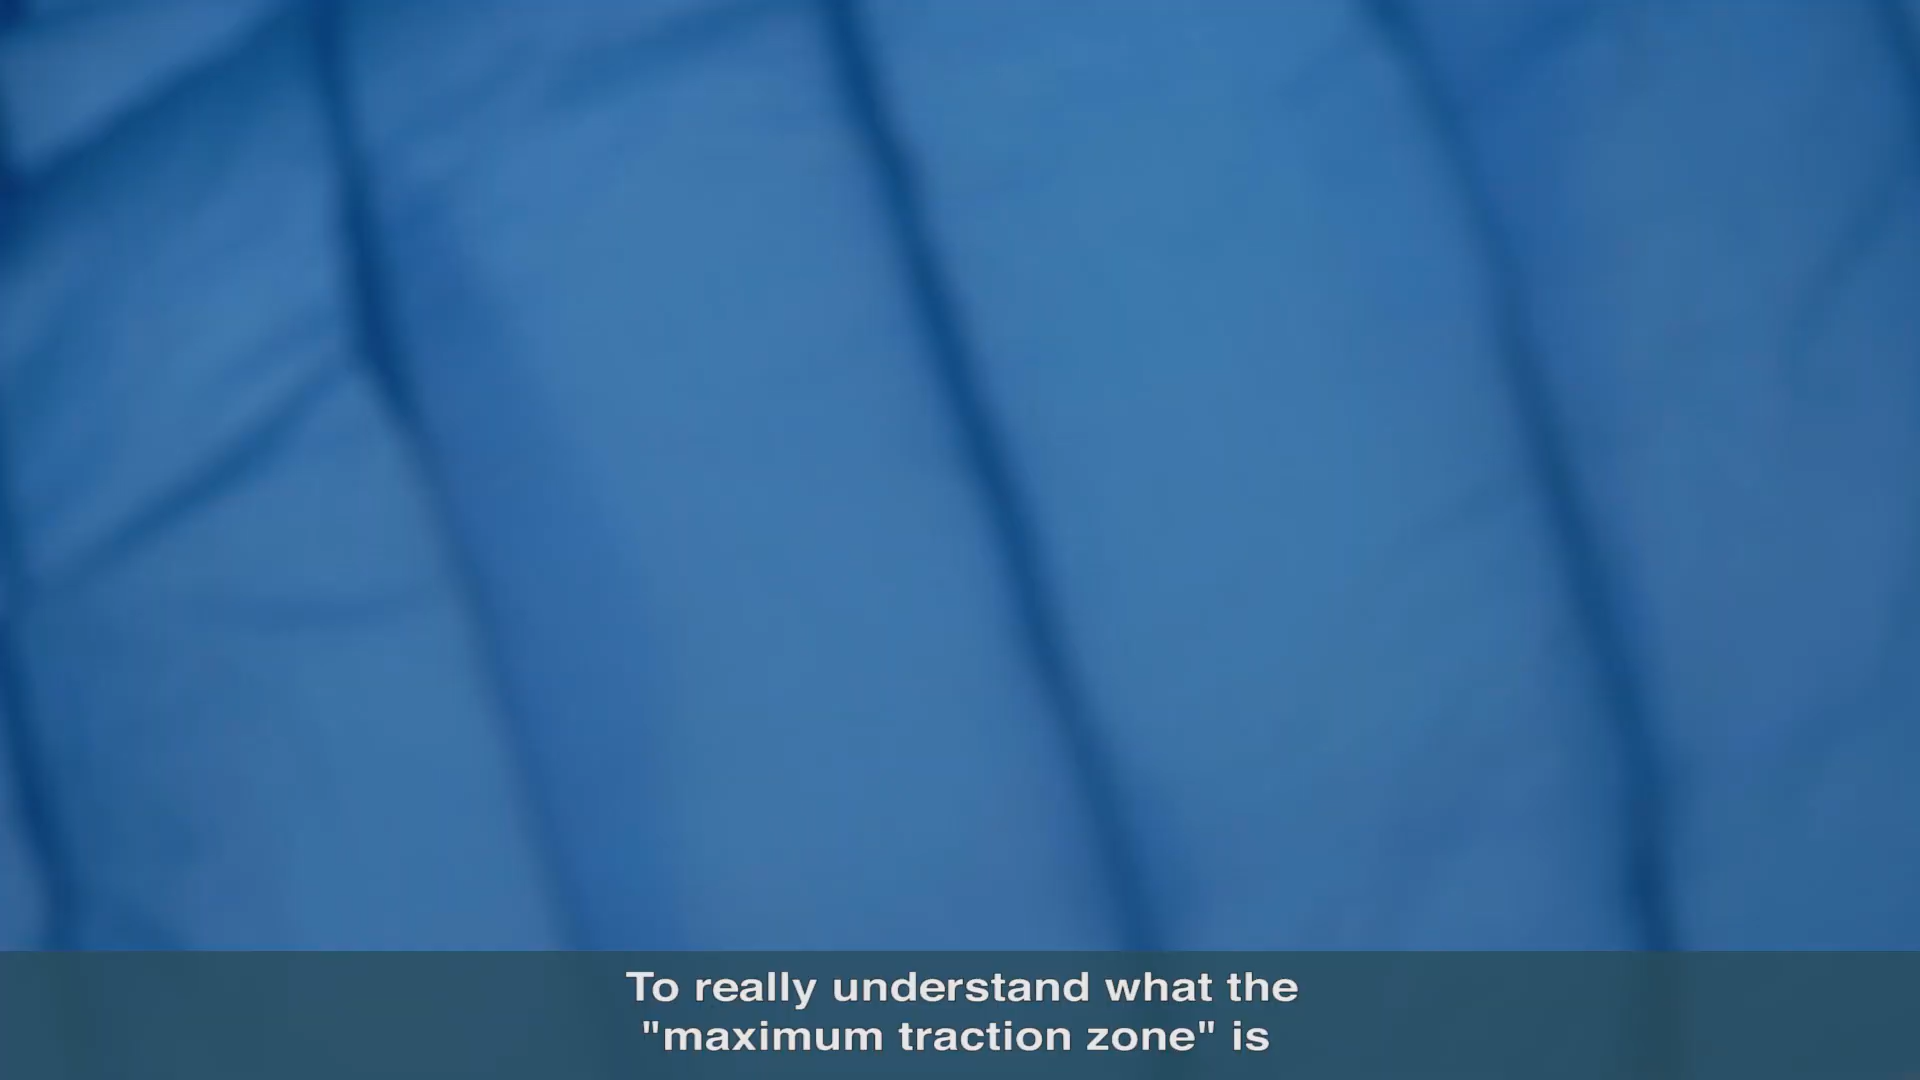 To really understand what the
"maximum traction zone" is